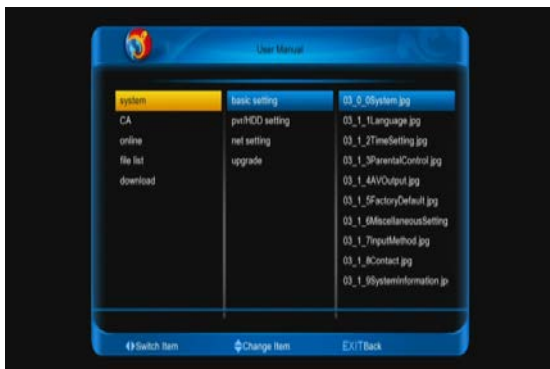 User Manual
system
CA
online
file list
download
basic setting
pvr/HDD setting
net setting
upgrade
03_0_0System.jpg
03_1_1Language.jpg
03_1_2TimeSetting.jpg
03_1_3ParentalControl.jpg
03_1_4AVOutput.jpg
03_1_5FactoryDefault.jpg
03_1_6MiscellaneousSetting
03_1_7InputMethod.jpg
03_1_8Contact.jpg
03_1_9SystemInformation.jp
Switch Item
Change Item
EXIT Back